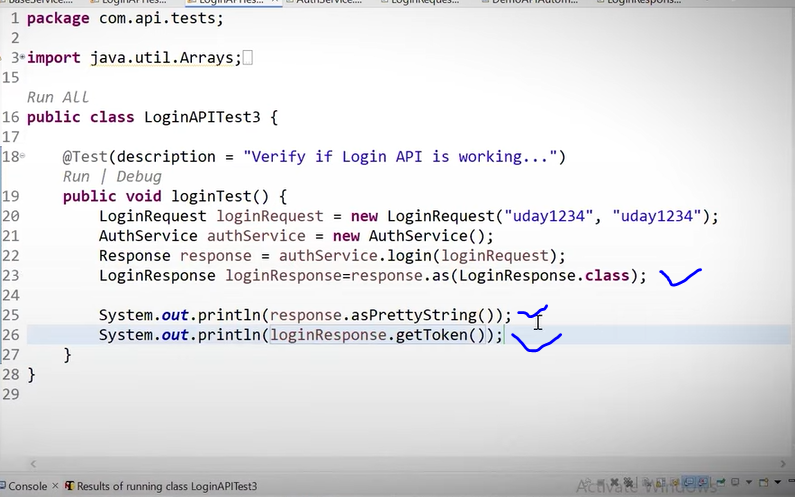 1 package com.api.tests;
2
3 import java.util.Arrays;
15
Run All
16 public class LoginAPITest3 {
17
18 @Test(description = "Verify if Login API is working...")
Run | Debug
19 public void loginTest() {
20 LoginRequest loginRequest = new LoginRequest("uday1234", "uday1234");
21 AuthService authService = new AuthService();
22 Response response = authService.login(loginRequest);
23 LoginResponse loginResponse=response.as(LoginResponse.class);
24
25 System.out.println(response.asPrettyString());
26 System.out.println(loginResponse.getToken());
27 }
28 }
29
Console × Results of running class LoginAPITest3
Activate Windows